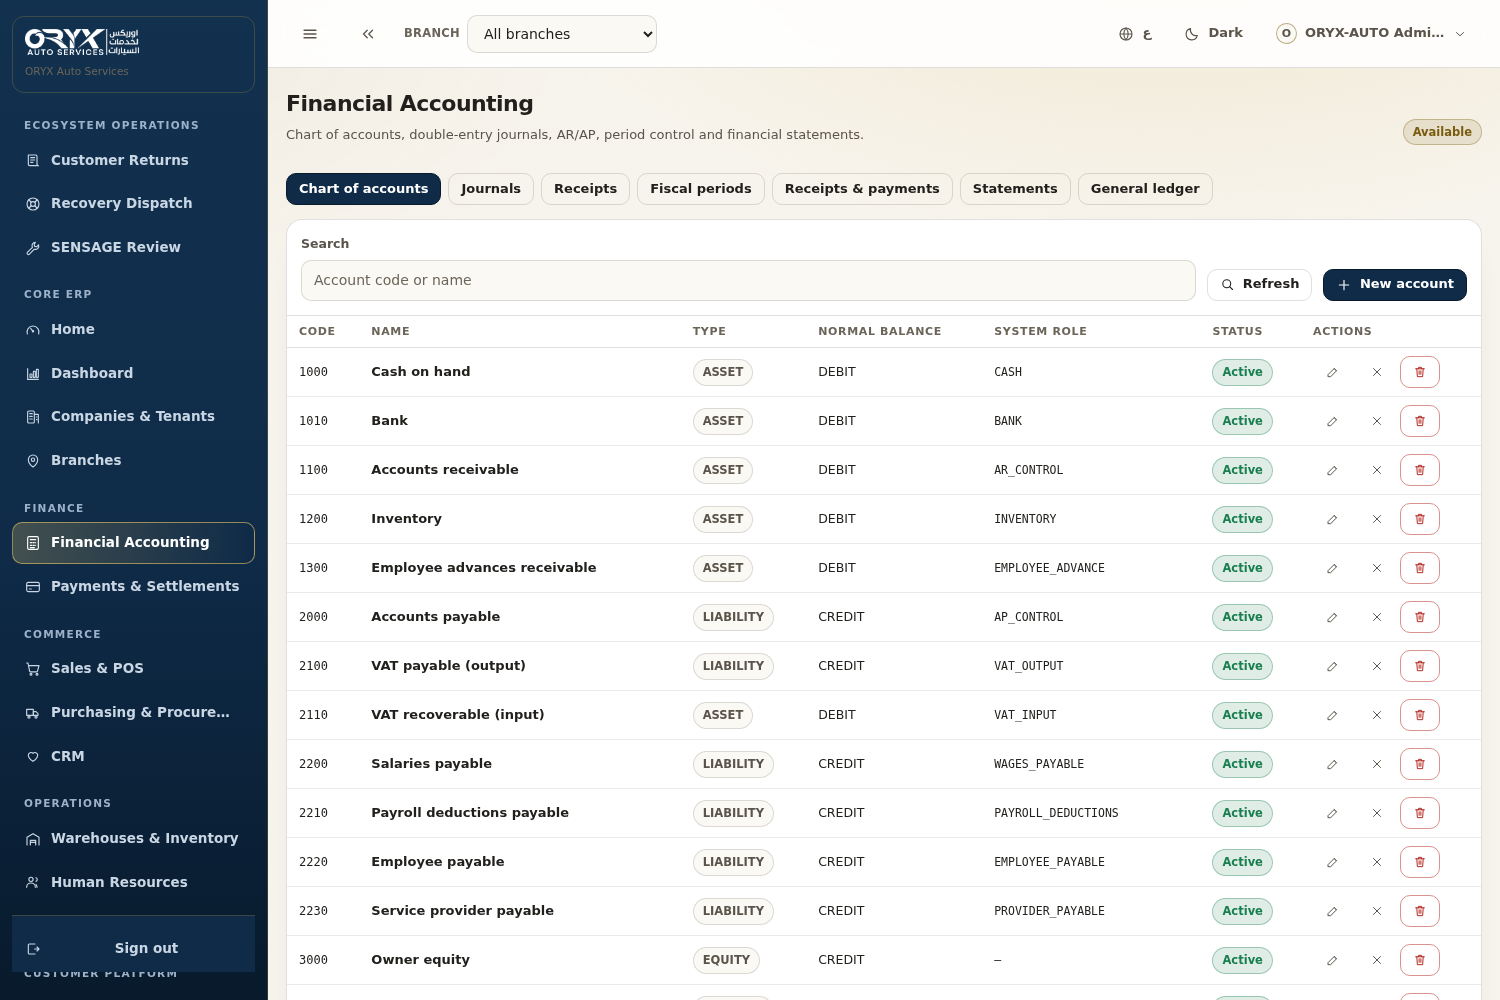 ORYX
AUTO SERVICES
اوريكس
لخدمات
السيارات
ORYX Auto Services
ECOSYSTEM OPERATIONS
Customer Returns
Recovery Dispatch
SENSAGE Review
CORE ERP
Home
Dashboard
Companies & Tenants
Branches
FINANCE
Financial Accounting
Payments & Settlements
COMMERCE
Sales & POS
Purchasing & Procure...
CRM
OPERATIONS
Warehouses & Inventory
Human Resources
Sign out
CUSTOMER PLATFORM
BRANCH All branches
ع Dark O ORYX-AUTO Admi...
Financial Accounting
Chart of accounts, double-entry journals, AR/AP, period control and financial statements.
Available
Chart of accounts Journals Receipts Fiscal periods Receipts & payments Statements General ledger
Search
Account code or name Refresh New account
CODE NAME TYPE NORMAL BALANCE SYSTEM ROLE STATUS ACTIONS
1000 Cash on hand ASSET DEBIT CASH Active
1010 Bank ASSET DEBIT BANK Active
1100 Accounts receivable ASSET DEBIT AR_CONTROL Active
1200 Inventory ASSET DEBIT INVENTORY Active
1300 Employee advances receivable ASSET DEBIT EMPLOYEE_ADVANCE Active
2000 Accounts payable LIABILITY CREDIT AP_CONTROL Active
2100 VAT payable (output) LIABILITY CREDIT VAT_OUTPUT Active
2110 VAT recoverable (input) ASSET DEBIT VAT_INPUT Active
2200 Salaries payable LIABILITY CREDIT WAGES_PAYABLE Active
2210 Payroll deductions payable LIABILITY CREDIT PAYROLL_DEDUCTIONS Active
2220 Employee payable LIABILITY CREDIT EMPLOYEE_PAYABLE Active
2230 Service provider payable LIABILITY CREDIT PROVIDER_PAYABLE Active
3000 Owner equity EQUITY CREDIT — Active